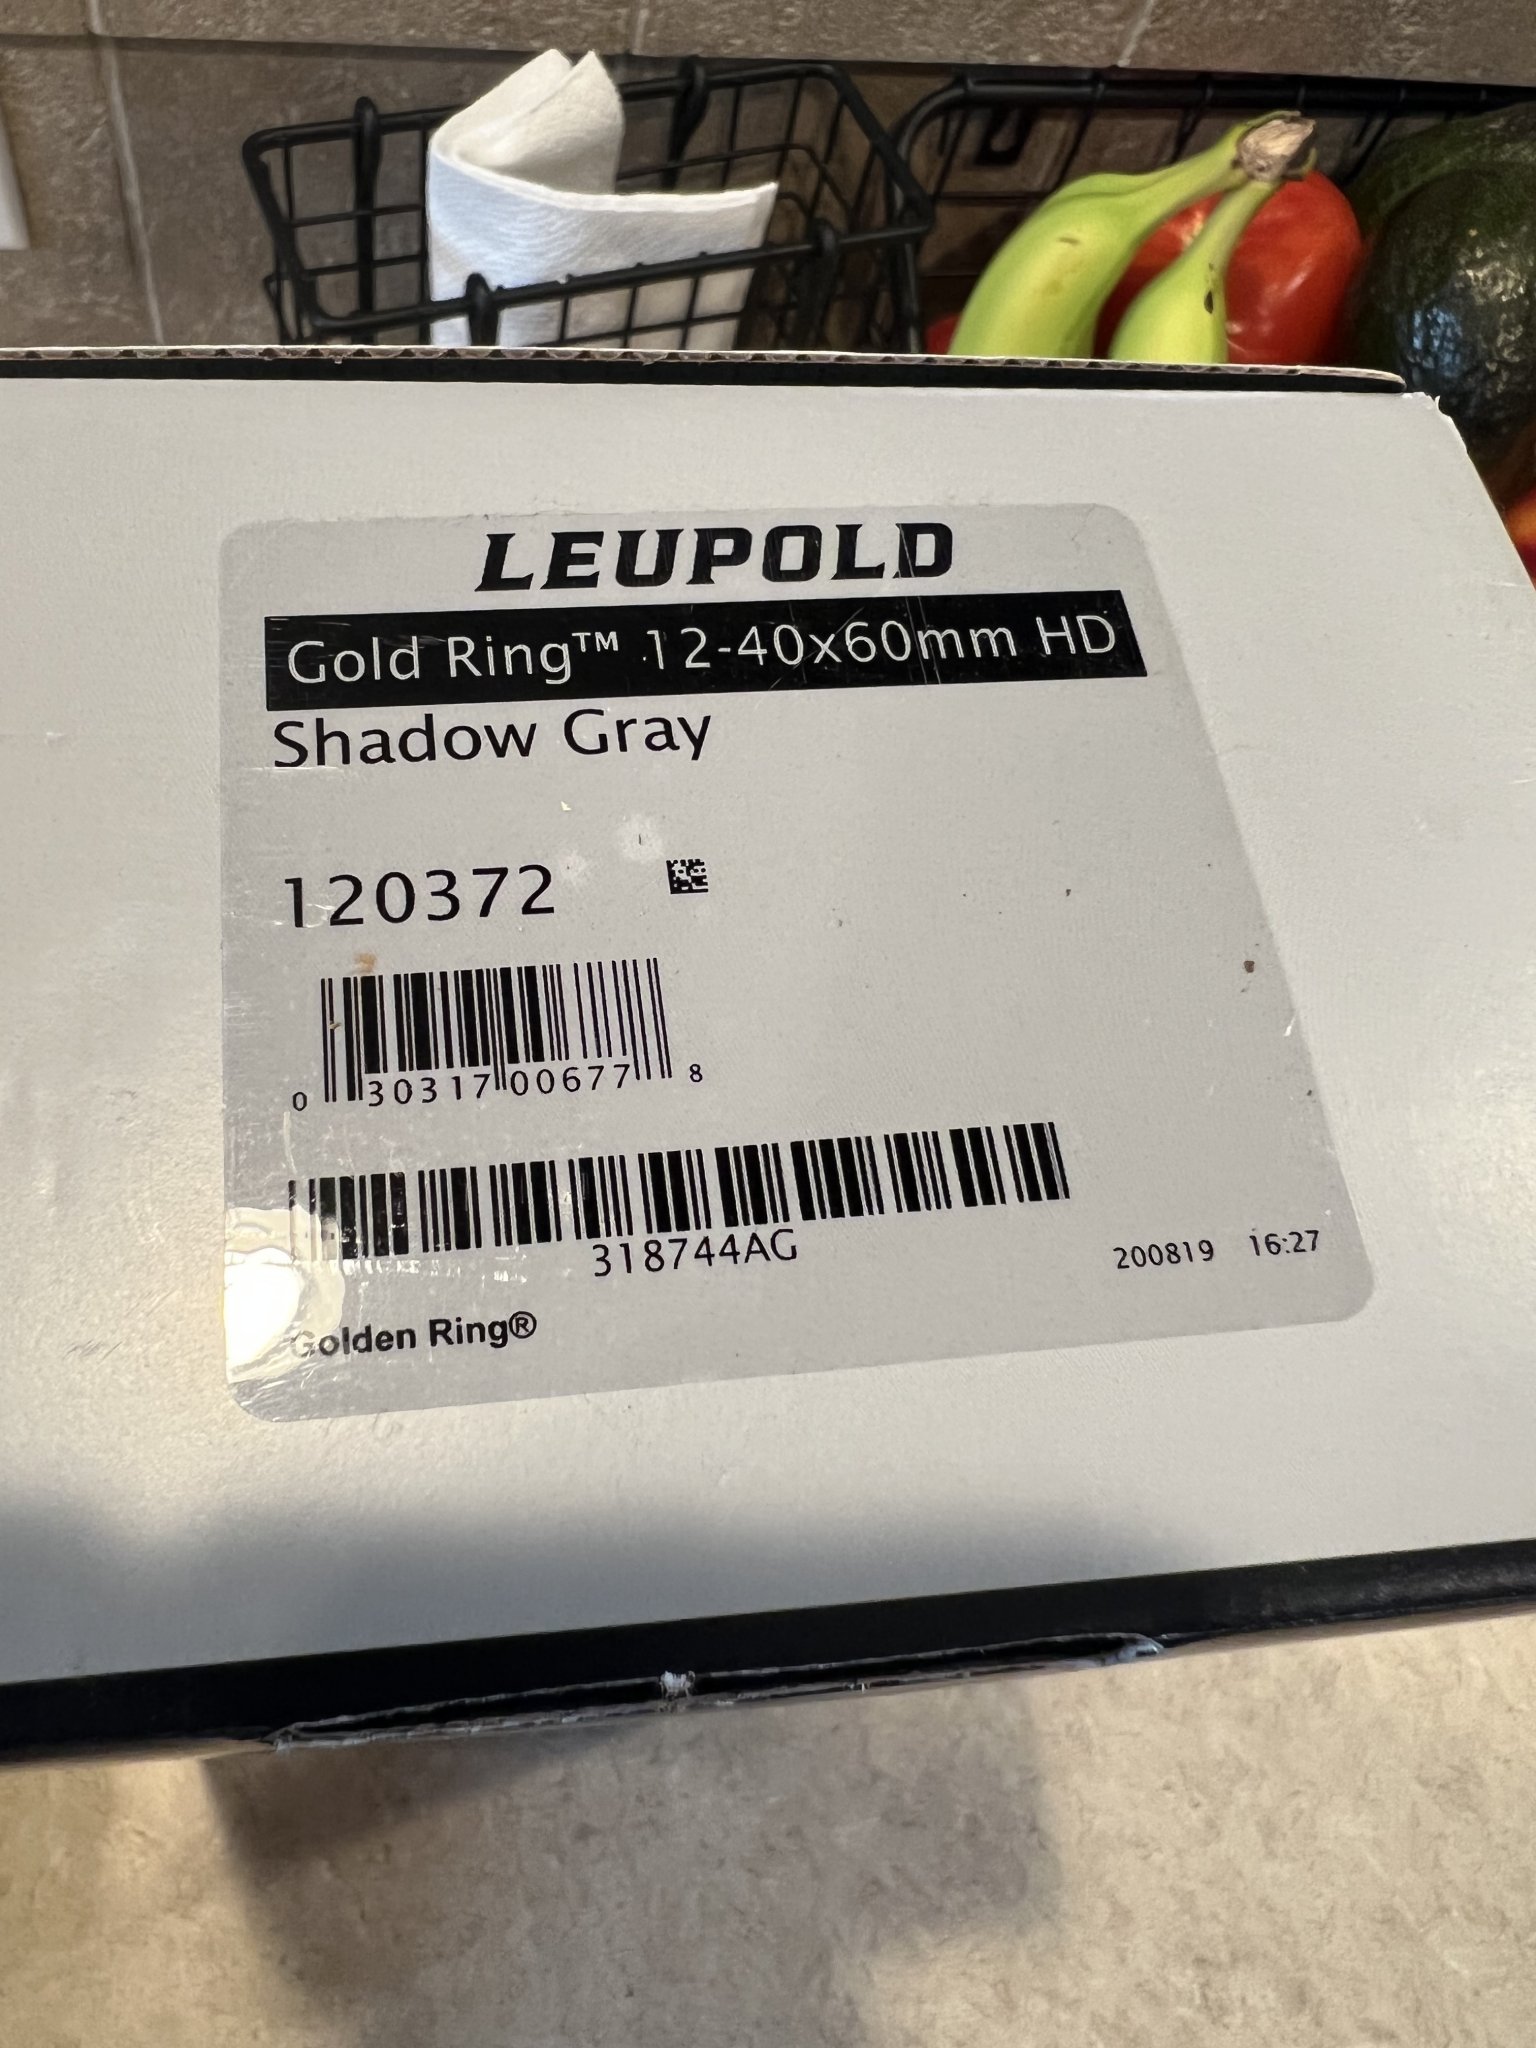 LEUPOLD
Gold Ring™ 12-40x60mm HD
Shadow Gray
120372
0 30317 00677 8
318744AG
200819 16:27
Golden Ring®